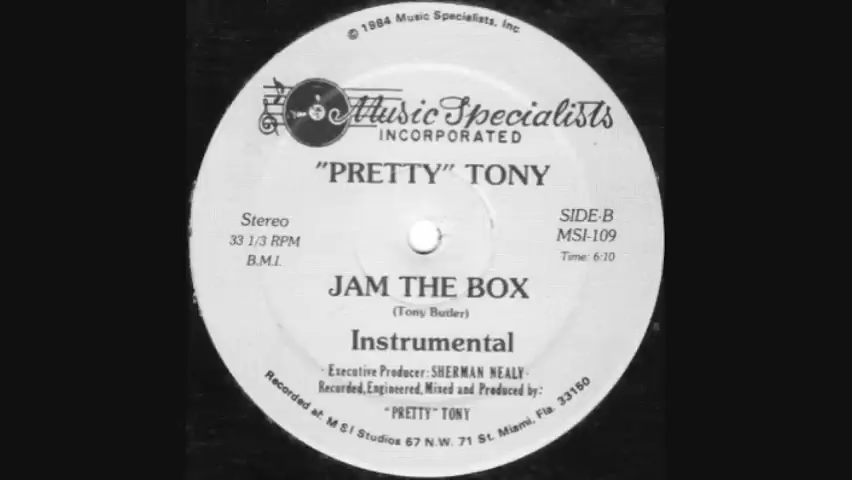 © 1984 Music Specialists, Inc.
Music Specialists
INCORPORATED
"PRETTY" TONY
Stereo
33 1/3 RPM
B.M.I.
SIDE-B
MSI-109
Time: 6:10
JAM THE BOX
(Tony Butler)
Instrumental
· Executive Producer: SHERMAN NEALY ·
Recorded, Engineered, Mixed and Produced by:
"PRETTY" TONY
Recorded at: M S I Studios 67 N.W. 71 St. Miami, Fla. 33150